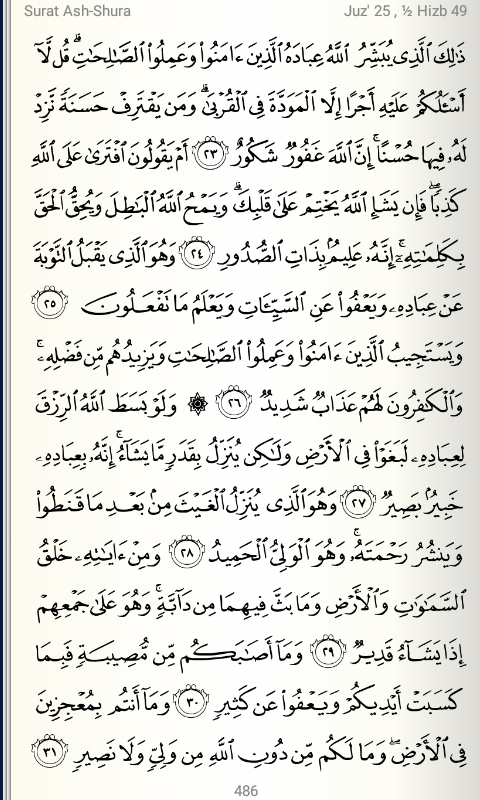 Surat Ash-Shura
Juz' 25 , ½ Hizb 49
ذَٰلِكَ ٱلَّذِى يُبَشِّرُ ٱللَّهُ عِبَادَهُ ٱلَّذِينَ ءَامَنُوا۟ وَعَمِلُوا۟ ٱلصَّـٰلِحَـٰتِ ۗ قُل لَّآ
أَسْـَٔلُكُمْ عَلَيْهِ أَجْرًا إِلَّا ٱلْمَوَدَّةَ فِى ٱلْقُرْبَىٰ ۗ وَمَن يَقْتَرِفْ حَسَنَةً نَّزِدْ
لَهُۥ فِيهَا حُسْنًا ۚ إِنَّ ٱللَّهَ غَفُورٌ شَكُورٌ ٢٣ أَمْ يَقُولُونَ ٱفْتَرَىٰ عَلَى ٱللَّهِ
كَذِبًا ۖ فَإِن يَشَإِ ٱللَّهُ يَخْتِمْ عَلَىٰ قَلْبِكَ ۗ وَيَمْحُ ٱللَّهُ ٱلْبَـٰطِلَ وَيُحِقُّ ٱلْحَقَّ
بِكَلِمَـٰتِهِۦٓ ۚ إِنَّهُۥ عَلِيمٌۢ بِذَاتِ ٱلصُّدُورِ ٢٤ وَهُوَ ٱلَّذِى يَقْبَلُ ٱلتَّوْبَةَ
عَنْ عِبَادِهِۦ وَيَعْفُوا۟ عَنِ ٱلسَّيِّـَٔاتِ وَيَعْلَمُ مَا تَفْعَلُونَ ٢٥
وَيَسْتَجِيبُ ٱلَّذِينَ ءَامَنُوا۟ وَعَمِلُوا۟ ٱلصَّـٰلِحَـٰتِ وَيَزِيدُهُم مِّن فَضْلِهِۦ ۚ
وَٱلْكَـٰفِرُونَ لَهُمْ عَذَابٌ شَدِيدٌ ٢٦ ۞ وَلَوْ بَسَطَ ٱللَّهُ ٱلرِّزْقَ
لِعِبَادِهِۦ لَبَغَوْا۟ فِى ٱلْأَرْضِ وَلَـٰكِن يُنَزِّلُ بِقَدَرٍ مَّا يَشَآءُ ۚ إِنَّهُۥ بِعِبَادِهِۦ
خَبِيرٌۢ بَصِيرٌ ٢٧ وَهُوَ ٱلَّذِى يُنَزِّلُ ٱلْغَيْثَ مِنۢ بَعْدِ مَا قَنَطُوا۟
وَيَنشُرُ رَحْمَتَهُۥ ۚ وَهُوَ ٱلْوَلِىُّ ٱلْحَمِيدُ ٢٨ وَمِنْ ءَايَـٰتِهِۦ خَلْقُ
ٱلسَّمَـٰوَٰتِ وَٱلْأَرْضِ وَمَا بَثَّ فِيهِمَا مِن دَآبَّةٍ ۚ وَهُوَ عَلَىٰ جَمْعِهِمْ
إِذَا يَشَآءُ قَدِيرٌ ٢٩ وَمَآ أَصَـٰبَكُم مِّن مُّصِيبَةٍ فَبِمَا
كَسَبَتْ أَيْدِيكُمْ وَيَعْفُوا۟ عَن كَثِيرٍ ٣٠ وَمَآ أَنتُم بِمُعْجِزِينَ
فِى ٱلْأَرْضِ ۖ وَمَا لَكُم مِّن دُونِ ٱللَّهِ مِن وَلِىٍّ وَلَا نَصِيرٍ ٣١
486